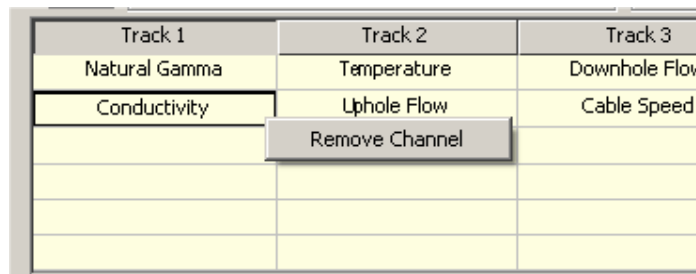 Track 1 Track 2 Track 3
Natural Gamma Temperature Downhole Flow
Conductivity Uphole Flow Cable Speed
Remove Channel